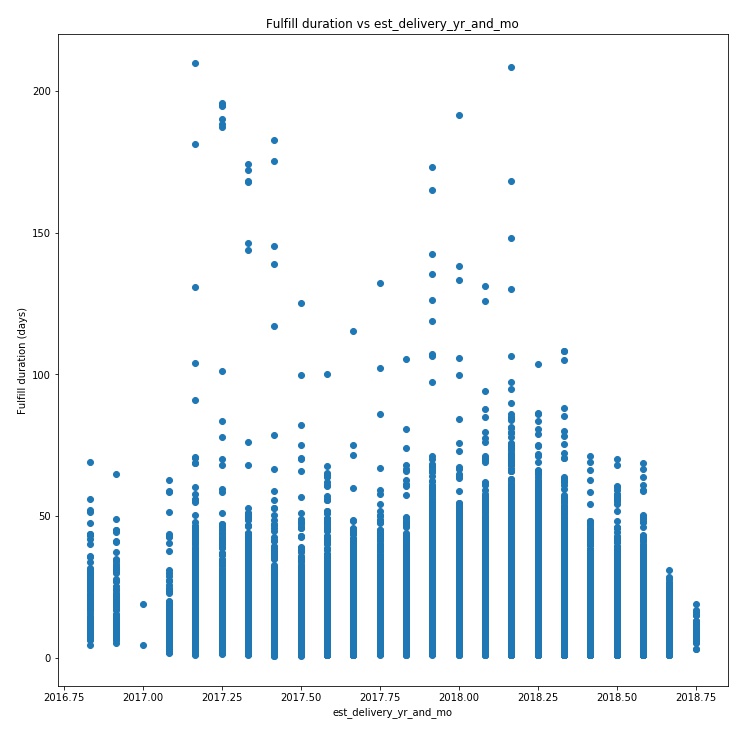 Fulfill duration vs est_delivery_yr_and_mo
200
150
100
50
0
Fulfill duration (days)
2016.75 2017.00 2017.25 2017.50 2017.75 2018.00 2018.25 2018.50 2018.75
est_delivery_yr_and_mo